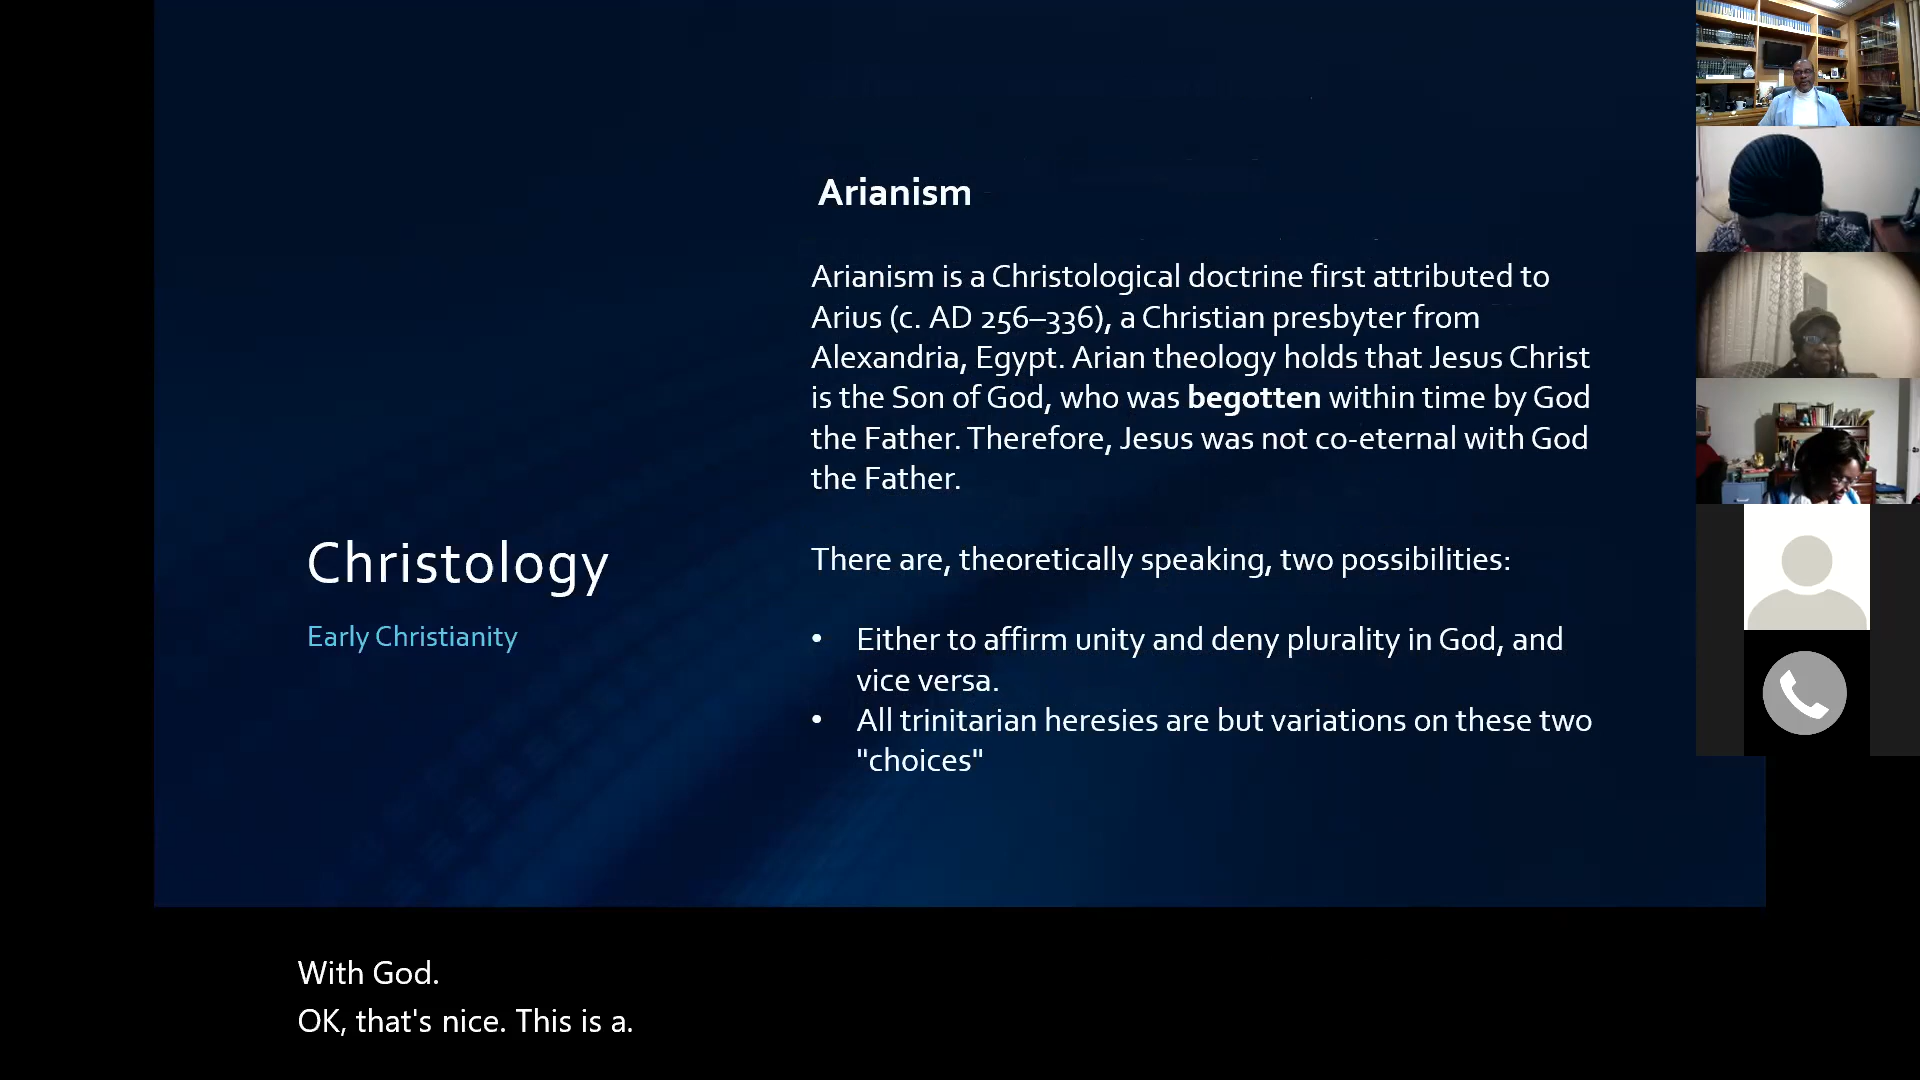 Arianism
Arianism is a Christological doctrine first attributed to
Arius (c. AD 256–336), a Christian presbyter from
Alexandria, Egypt. Arian theology holds that Jesus Christ
is the Son of God, who was begotten within time by God
the Father. Therefore, Jesus was not co-eternal with God
the Father.
Christology
Early Christianity
There are, theoretically speaking, two possibilities:
• Either to affirm unity and deny plurality in God, and
vice versa.
• All trinitarian heresies are but variations on these two
"choices"
With God.
OK, that's nice. This is a.